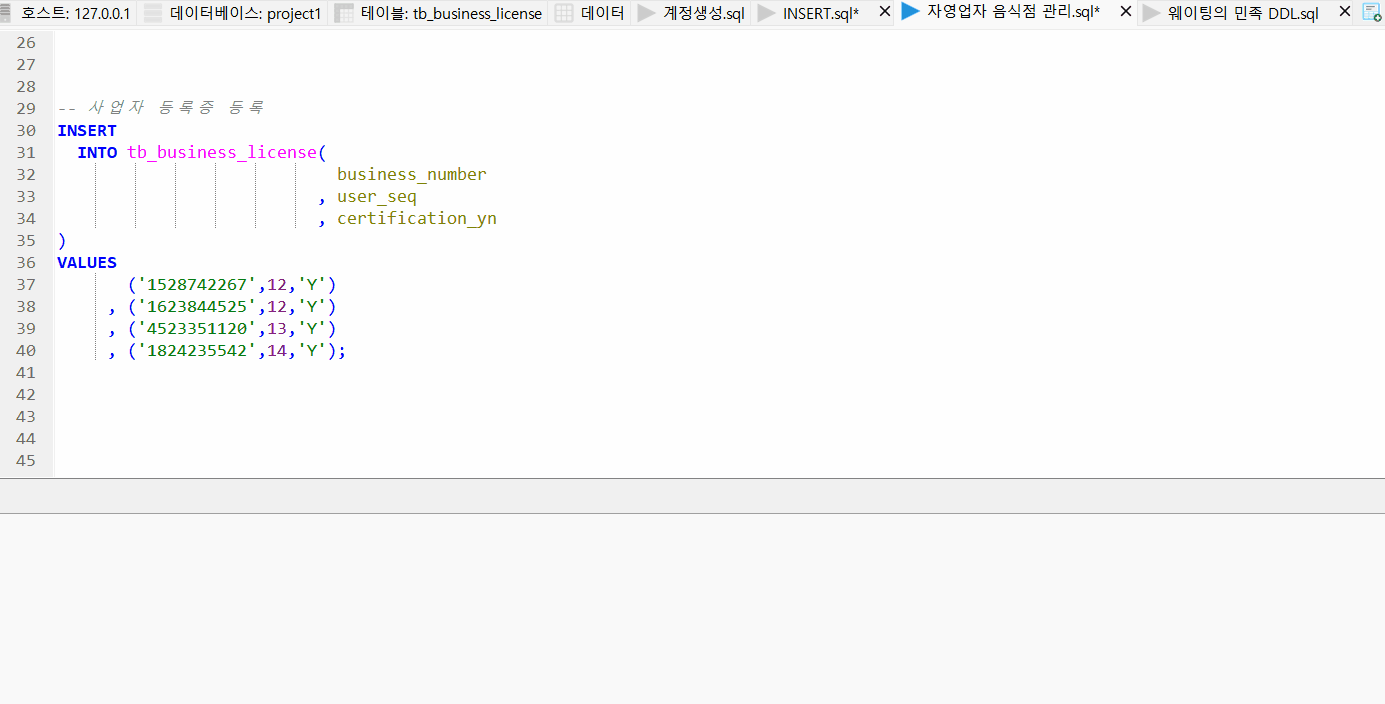 호스트: 127.0.0.1 데이터베이스: project1 테이블: tb_business_license 데이터 계정생성.sql INSERT.sql* 자영업자 음식점 관리.sql* 웨이팅의 민족 DDL.sql
26
27
28
29 -- 사업자 등록증 등록
30 INSERT
31 INTO tb_business_license(
32 business_number
33 , user_seq
34 , certification_yn
35 )
36 VALUES
37 ('1528742267',12,'Y')
38 , ('1623844525',12,'Y')
39 , ('4523351120',13,'Y')
40 , ('1824235542',14,'Y');
41
42
43
44
45